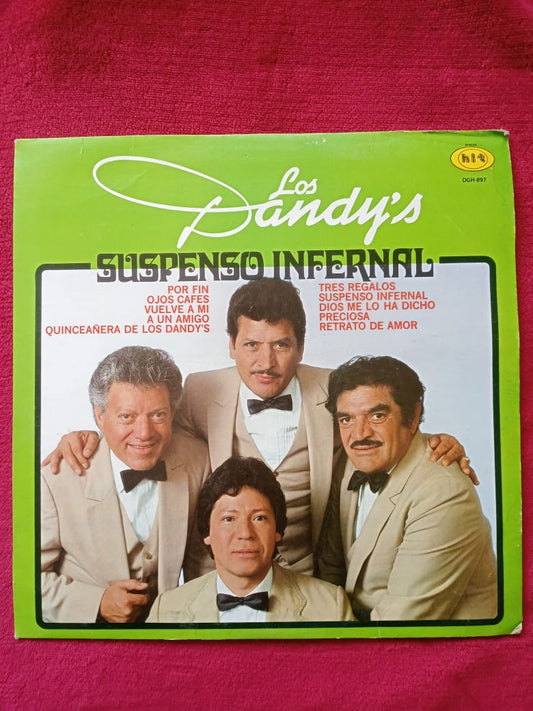 Los
Dandy's
his
DGH-897
SUSPENSO INFERNAL
POR FIN
OJOS CAFES
VUELVE A MI
A UN AMIGO
QUINCEAÑERA DE LOS DANDY'S
TRES REGALOS
SUSPENSO INFERNAL
DIOS ME LO HA DICHO
PRECIOSA
RETRATO DE AMOR